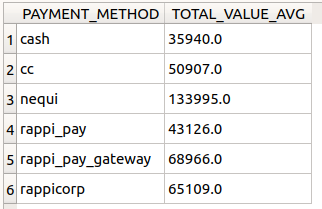 PAYMENT_METHOD TOTAL_VALUE_AVG
1 cash 35940.0
2 cc 50907.0
3 nequi 133995.0
4 rappi_pay 43126.0
5 rappi_pay_gateway 68966.0
6 rappicorp 65109.0